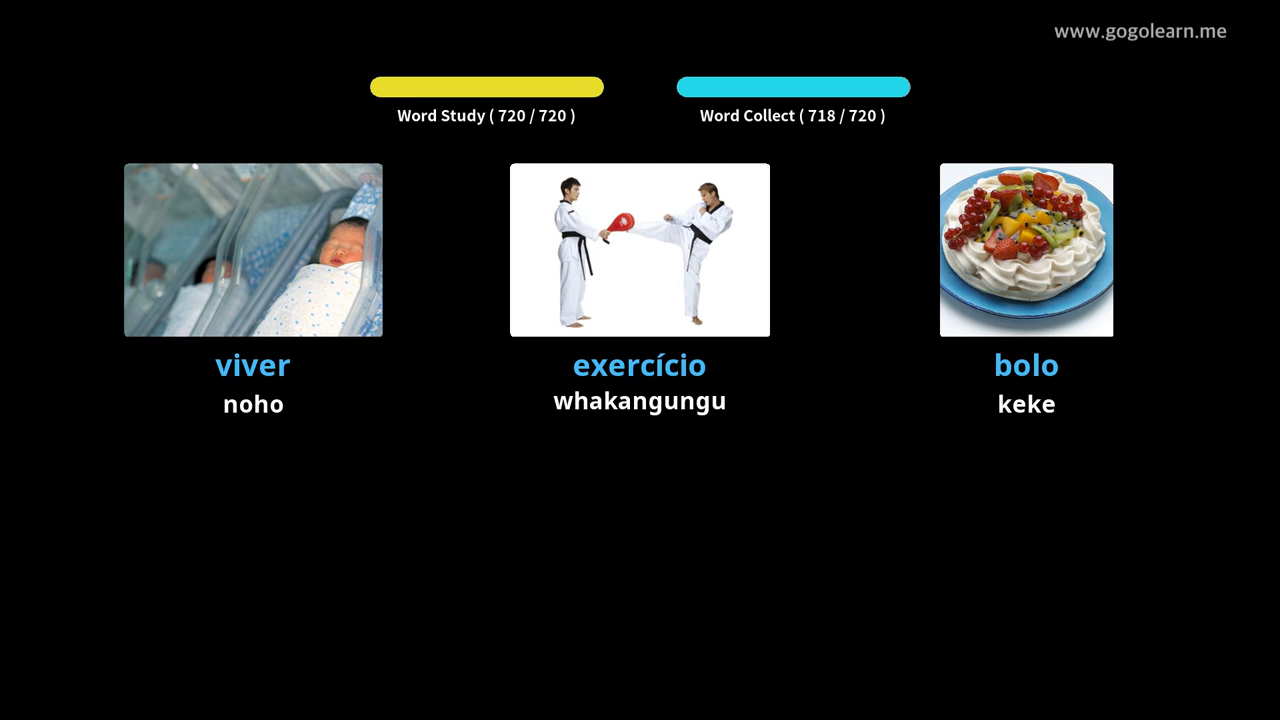 www.gogolearn.me
Word Study ( 720 / 720 )
Word Collect ( 718 / 720 )
viver
noho
exercício
whakangungu
bolo
keke